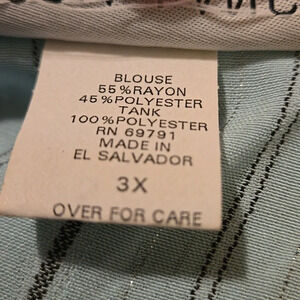 BLOUSE
55%RAYON
45%POLYESTER
TANK
100%POLYESTER
RN 69791
MADE IN
EL SALVADOR
3X
OVER FOR CARE